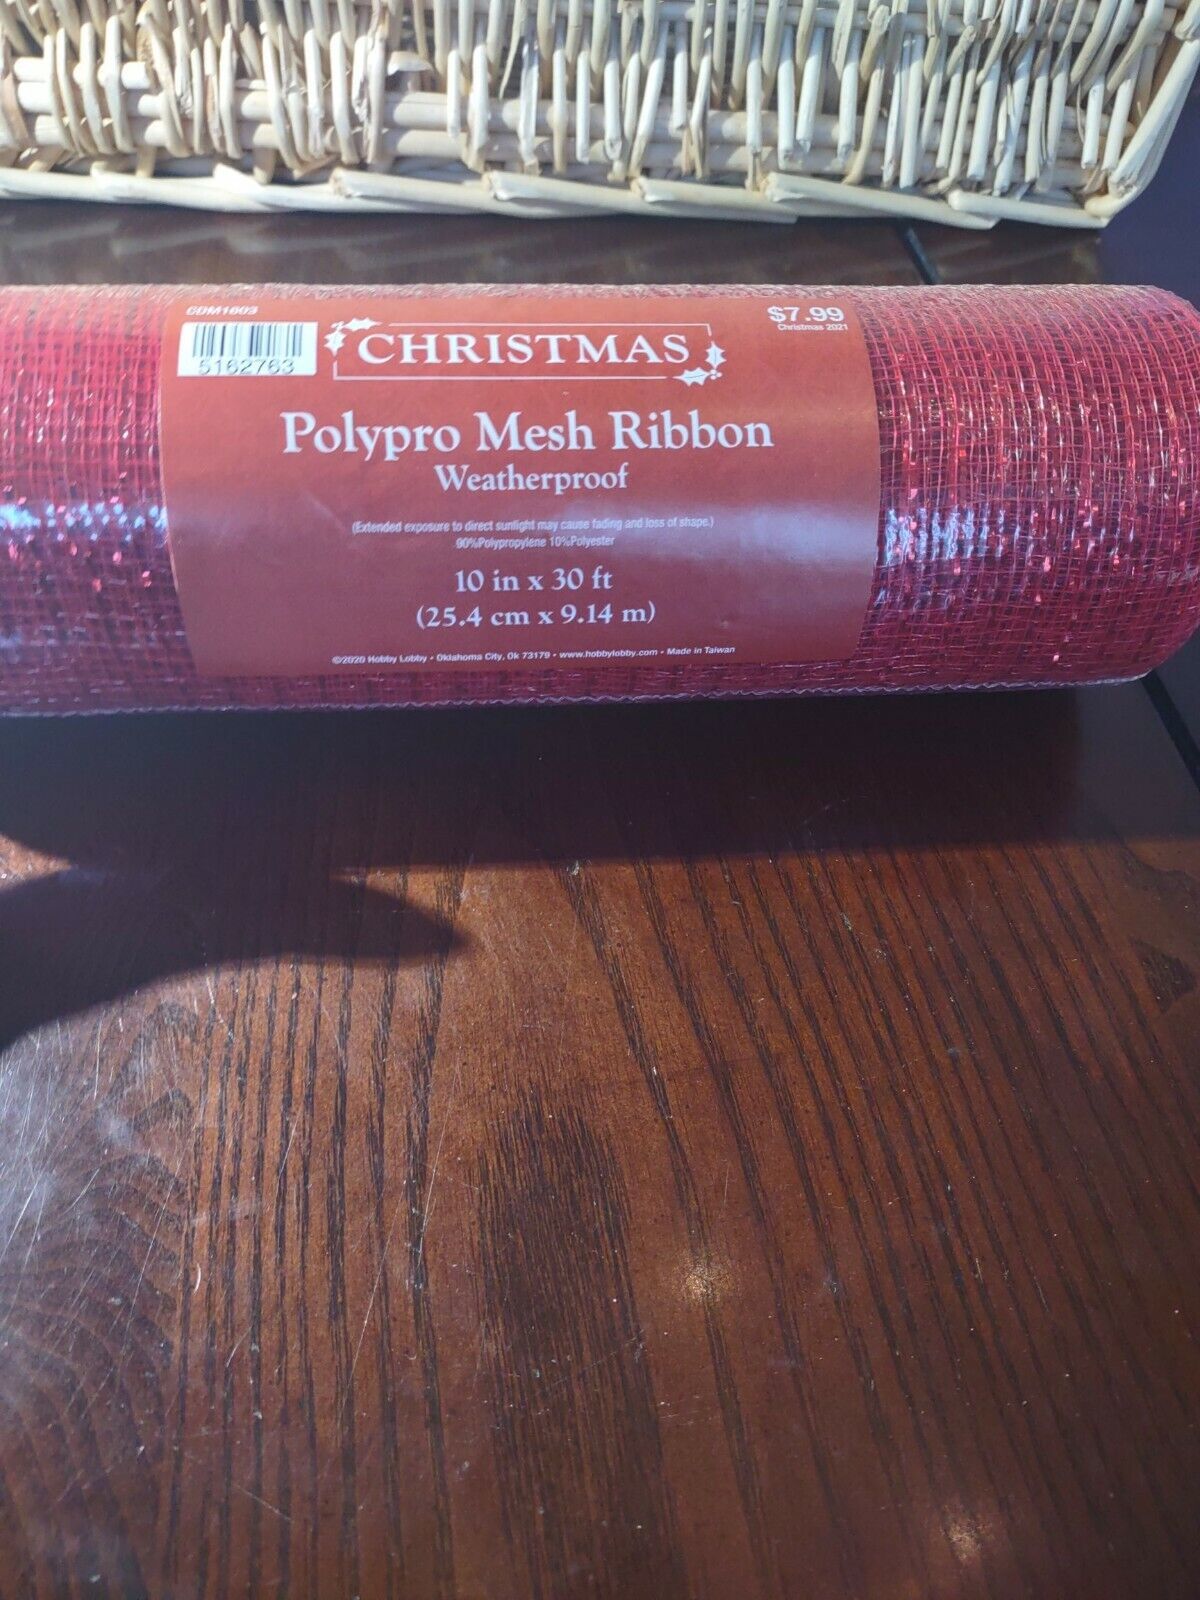 CDM1603
$7.99
Christmas 2021
5162763
CHRISTMAS
Polypro Mesh Ribbon
Weatherproof
(Extended exposure to direct sunlight may cause fading and loss of shape.)
90%Polypropylene 10%Polyester
10 in x 30 ft
(25.4 cm x 9.14 m)
©2020 Hobby Lobby • Oklahoma City, Ok 73179 • www.hobbylobby.com • Made in Taiwan